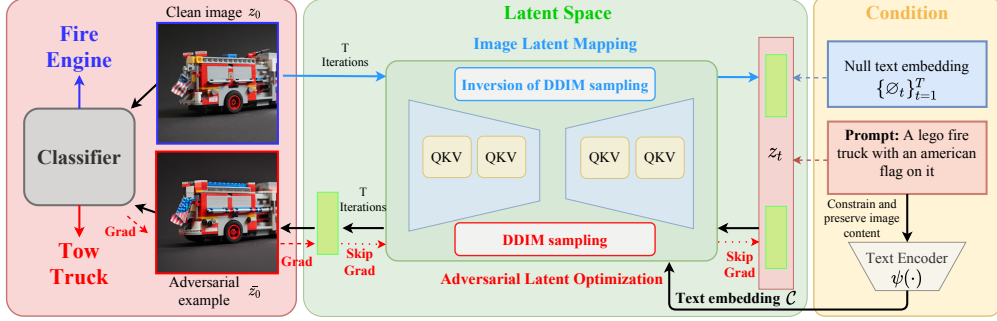 Clean image z₀
Fire
Engine
Classifier
Grad
Tow
Truck
Adversarial
example z̄₀
Latent Space
Image Latent Mapping
T
Iterations
Inversion of DDIM sampling
QKV QKV
QKV QKV
T
Iterations
DDIM sampling
Grad
Skip
Grad
Skip
Grad
Adversarial Latent Optimization
Text embedding 𝒞
zₜ
Condition
Null text embedding
{∅ₜ}ᵀₜ₌₁
Prompt: A lego fire
truck with an american
flag on it
Constrain and
preserve image
content
Text Encoder
ψ(·)